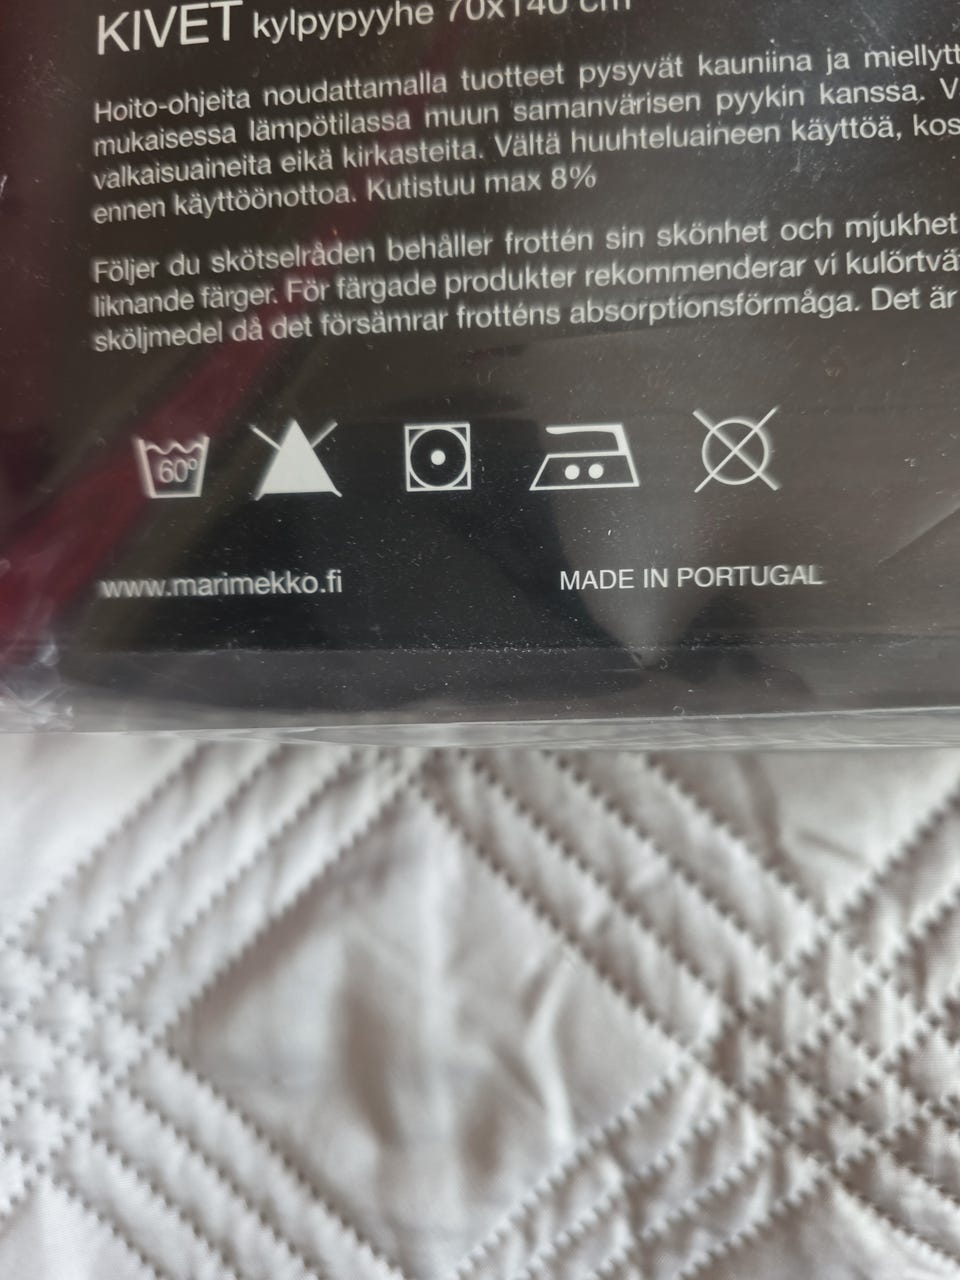 KIVET kylpypyyhe 70x140 cm
Hoito-ohjeita noudattamalla tuotteet pysyvät kauniina ja
mukaisessa lämpötilassa muun samanvärisen pyykin kanssa.
valkaisuaineita eikä kirkasteita. Vältä huuhteluaineen käyttöä,
ennen käyttöönottoa. Kutistuu max 8%
Följer du skötselråden behåller frottén sin skönhet och mjukhet
liknande färger. För färgade produkter rekommenderar vi
sköljmedel då det försämrar frotténs absorptionsförmåga. Det är
60°
www.marimekko.fi MADE IN PORTUGAL